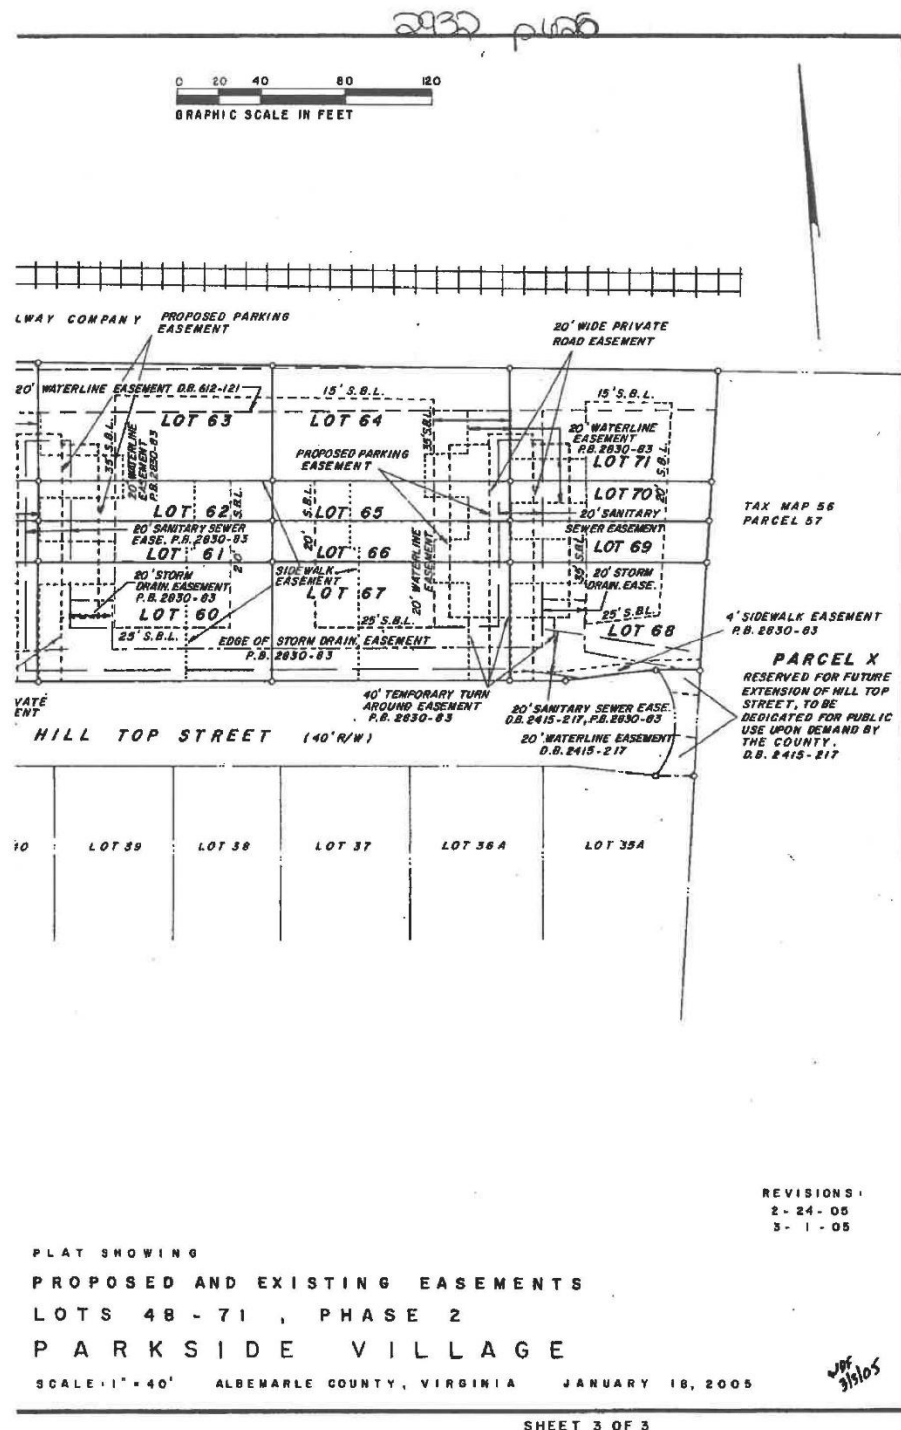 2932 p626
0 20 40 80 120
GRAPHIC SCALE IN FEET
LWAY COMPANY
PROPOSED PARKING
EASEMENT
20' WIDE PRIVATE
ROAD EASEMENT
20' WATERLINE EASEMENT D.B. 612-121
15' S.B.L.
15' S.B.L.
LOT 63
LOT 64
35' S.B.L.
20' WATERLINE
EASEMENT
P.B. 2830-83
35' S.B.L.
PROPOSED PARKING
EASEMENT
20' WATERLINE
EASEMENT
P.B. 2830-83
LOT 71
20' S.B.L.
LOT 70
LOT 62
20' S.B.L.
20' S.B.L.
LOT 65
20' SANITARY
SEWER EASEMENT
TAX MAP 56
PARCEL 57
20' SANITARY SEWER
EASE. P.B. 2830-83
LOT 61
LOT 66
LOT 69
35' S.B.L.
SIDEWALK
EASEMENT
20' WATERLINE
EASEMENT
20' STORM
DRAIN. EASEMENT
P.B. 2830-83
LOT 60
LOT 67
20' STORM
DRAIN. EASE.
25' S.B.L.
25' S.B.L.
25' S.B.L.
LOT 68
4' SIDEWALK EASEMENT
P.B. 2830-83
EDGE OF STORM DRAIN. EASEMENT
P.B. 2830-83
PARCEL X
RESERVED FOR FUTURE
EXTENSION OF HILL TOP
STREET, TO BE
DEDICATED FOR PUBLIC
USE UPON DEMAND BY
THE COUNTY.
D.B. 2415-217
VATE
ENT
40' TEMPORARY TURN
AROUND EASEMENT
P.B. 2830-83
20' SANITARY SEWER EASE.
D.B. 2415-217, P.B. 2830-83
20' WATERLINE EASEMENT
D.B. 2415-217
HILL TOP STREET (40' R/W)
40
LOT 39
LOT 38
LOT 37
LOT 36A
LOT 35A
REVISIONS:
2-24-05
3-1-05
PLAT SHOWING
PROPOSED AND EXISTING EASEMENTS
LOTS 48-71, PHASE 2
PARKSIDE VILLAGE
SCALE: 1" = 40' ALBEMARLE COUNTY, VIRGINIA JANUARY 18, 2005
3/3/05
SHEET 3 OF 3